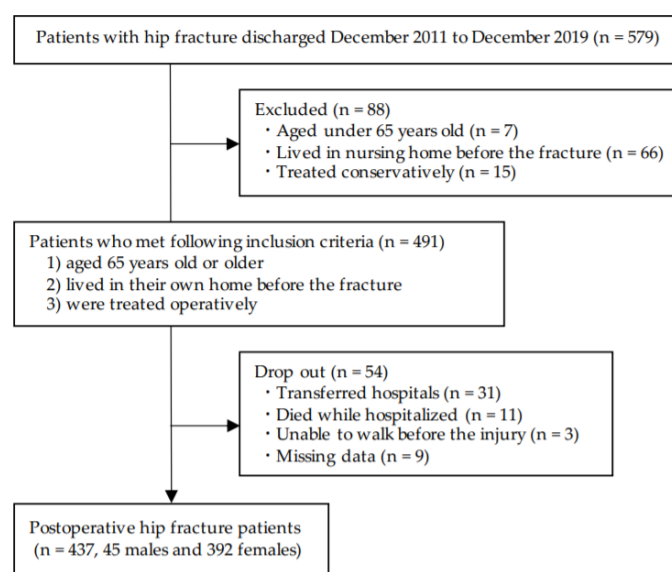 Patients with hip fracture discharged December 2011 to December 2019 (n = 579)
Excluded (n = 88)
・Aged under 65 years old (n = 7)
・Lived in nursing home before the fracture (n = 66)
・Treated conservatively (n = 15)
Patients who met following inclusion criteria (n = 491)
1) aged 65 years old or older
2) lived in their own home before the fracture
3) were treated operatively
Drop out (n = 54)
・Transferred hospitals (n = 31)
・Died while hospitalized (n = 11)
・Unable to walk before the injury (n = 3)
・Missing data (n = 9)
Postoperative hip fracture patients
(n = 437, 45 males and 392 females)